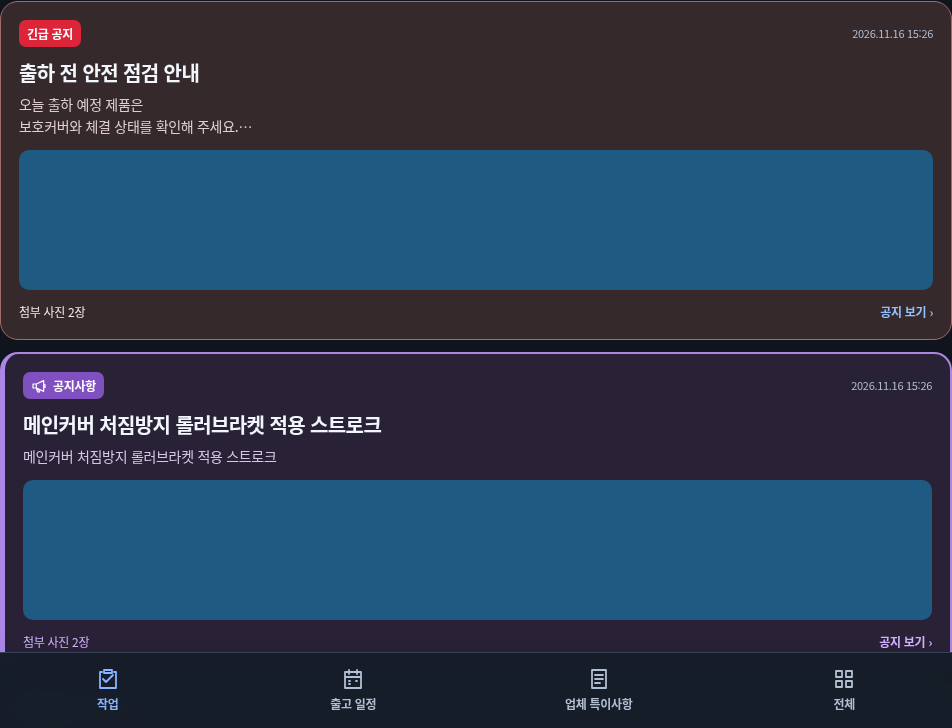 긴급 공지
2026.11.16 15:26
출하 전 안전 점검 안내
오늘 출하 예정 제품은
보호커버와 체결 상태를 확인해 주세요.…
첨부 사진 2장
공지 보기 ›
공지사항
2026.11.16 15:26
메인커버 처짐방지 롤러브라켓 적용 스트로크
메인커버 처짐방지 롤러브라켓 적용 스트로크
첨부 사진 2장
공지 보기 ›
작업
출고 일정
업체 특이사항
전체